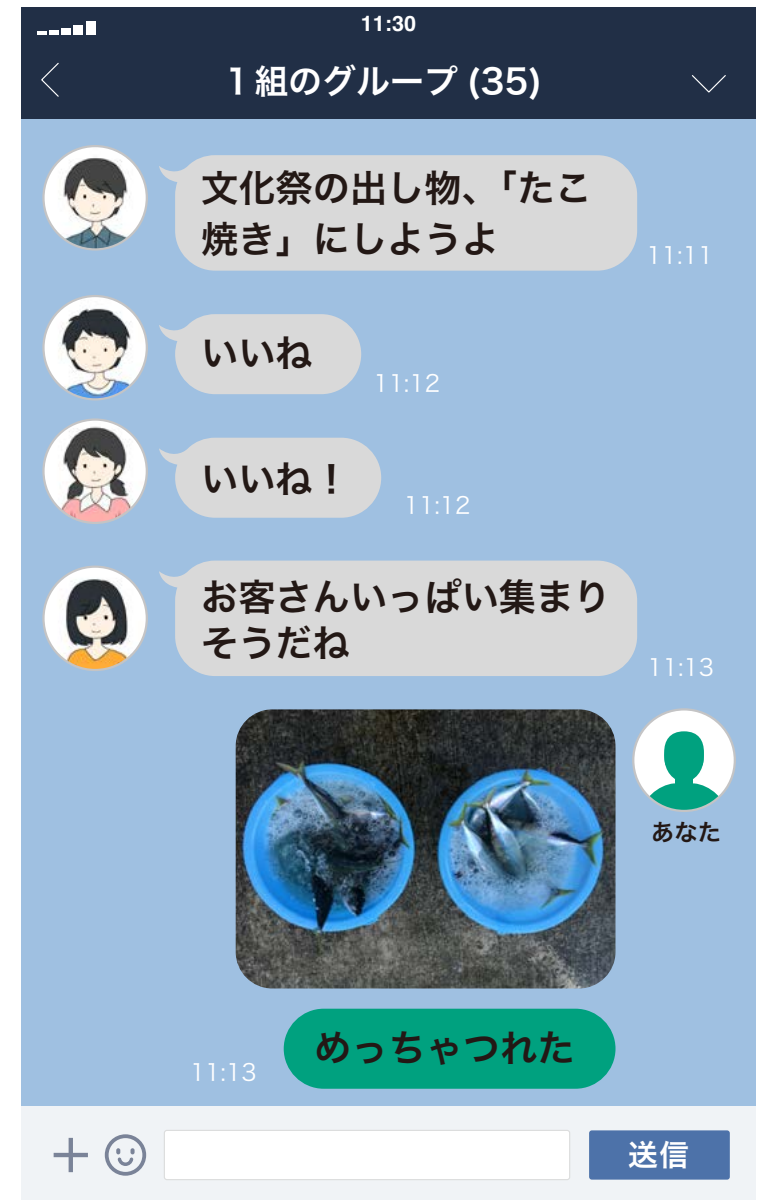 11:30
1組のグループ (35)
文化祭の出し物、「たこ
焼き」にしようよ
11:11
いいね
11:12
いいね！
11:12
お客さんいっぱい集まり
そうだね
11:13
あなた
めっちゃつれた
11:13
送信